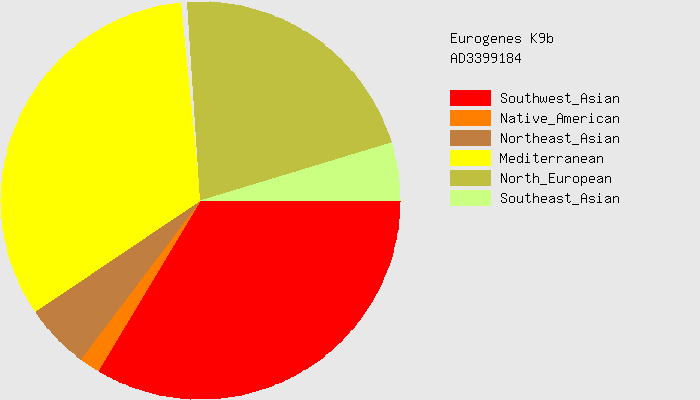 Eurogenes K9b
AD3399184
Southwest_Asian
Native_American
Northeast_Asian
Mediterranean
North_European
Southeast_Asian